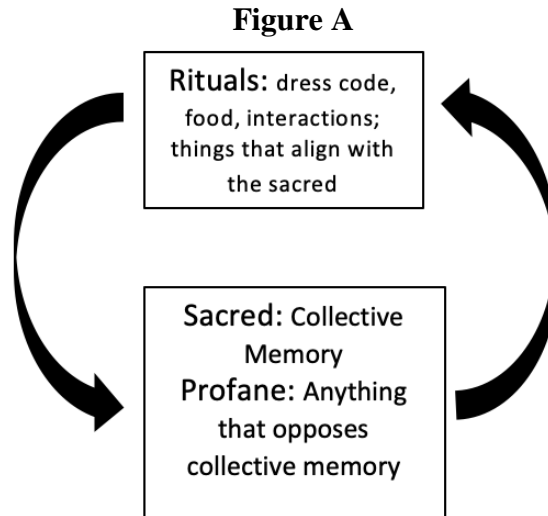 Figure A
Rituals: dress code,
food, interactions;
things that align with
the sacred
Sacred: Collective
Memory
Profane: Anything
that opposes
collective memory